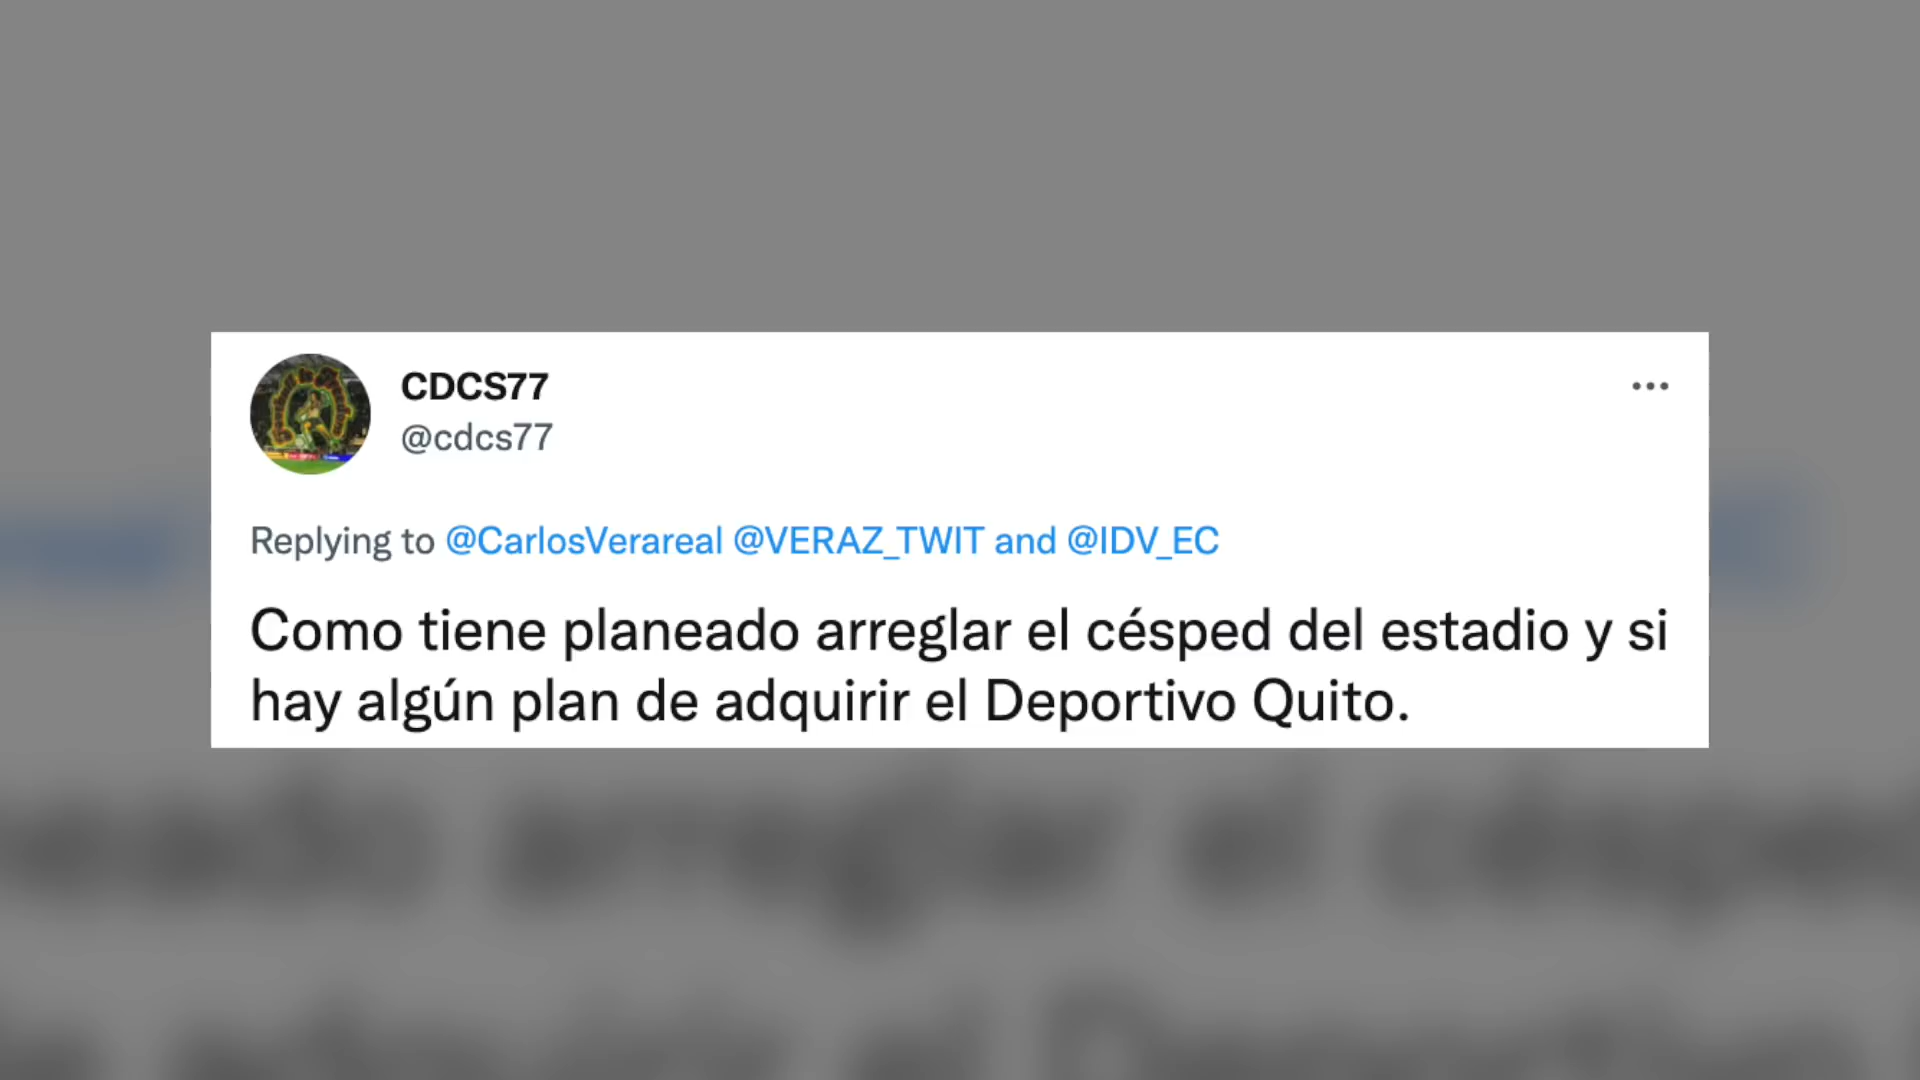 CDCS77
@cdcs77
Replying to @CarlosVerareal @VERAZ_TWIT and @IDV_EC
Como tiene planeado arreglar el césped del estadio y si
hay algún plan de adquirir el Deportivo Quito.